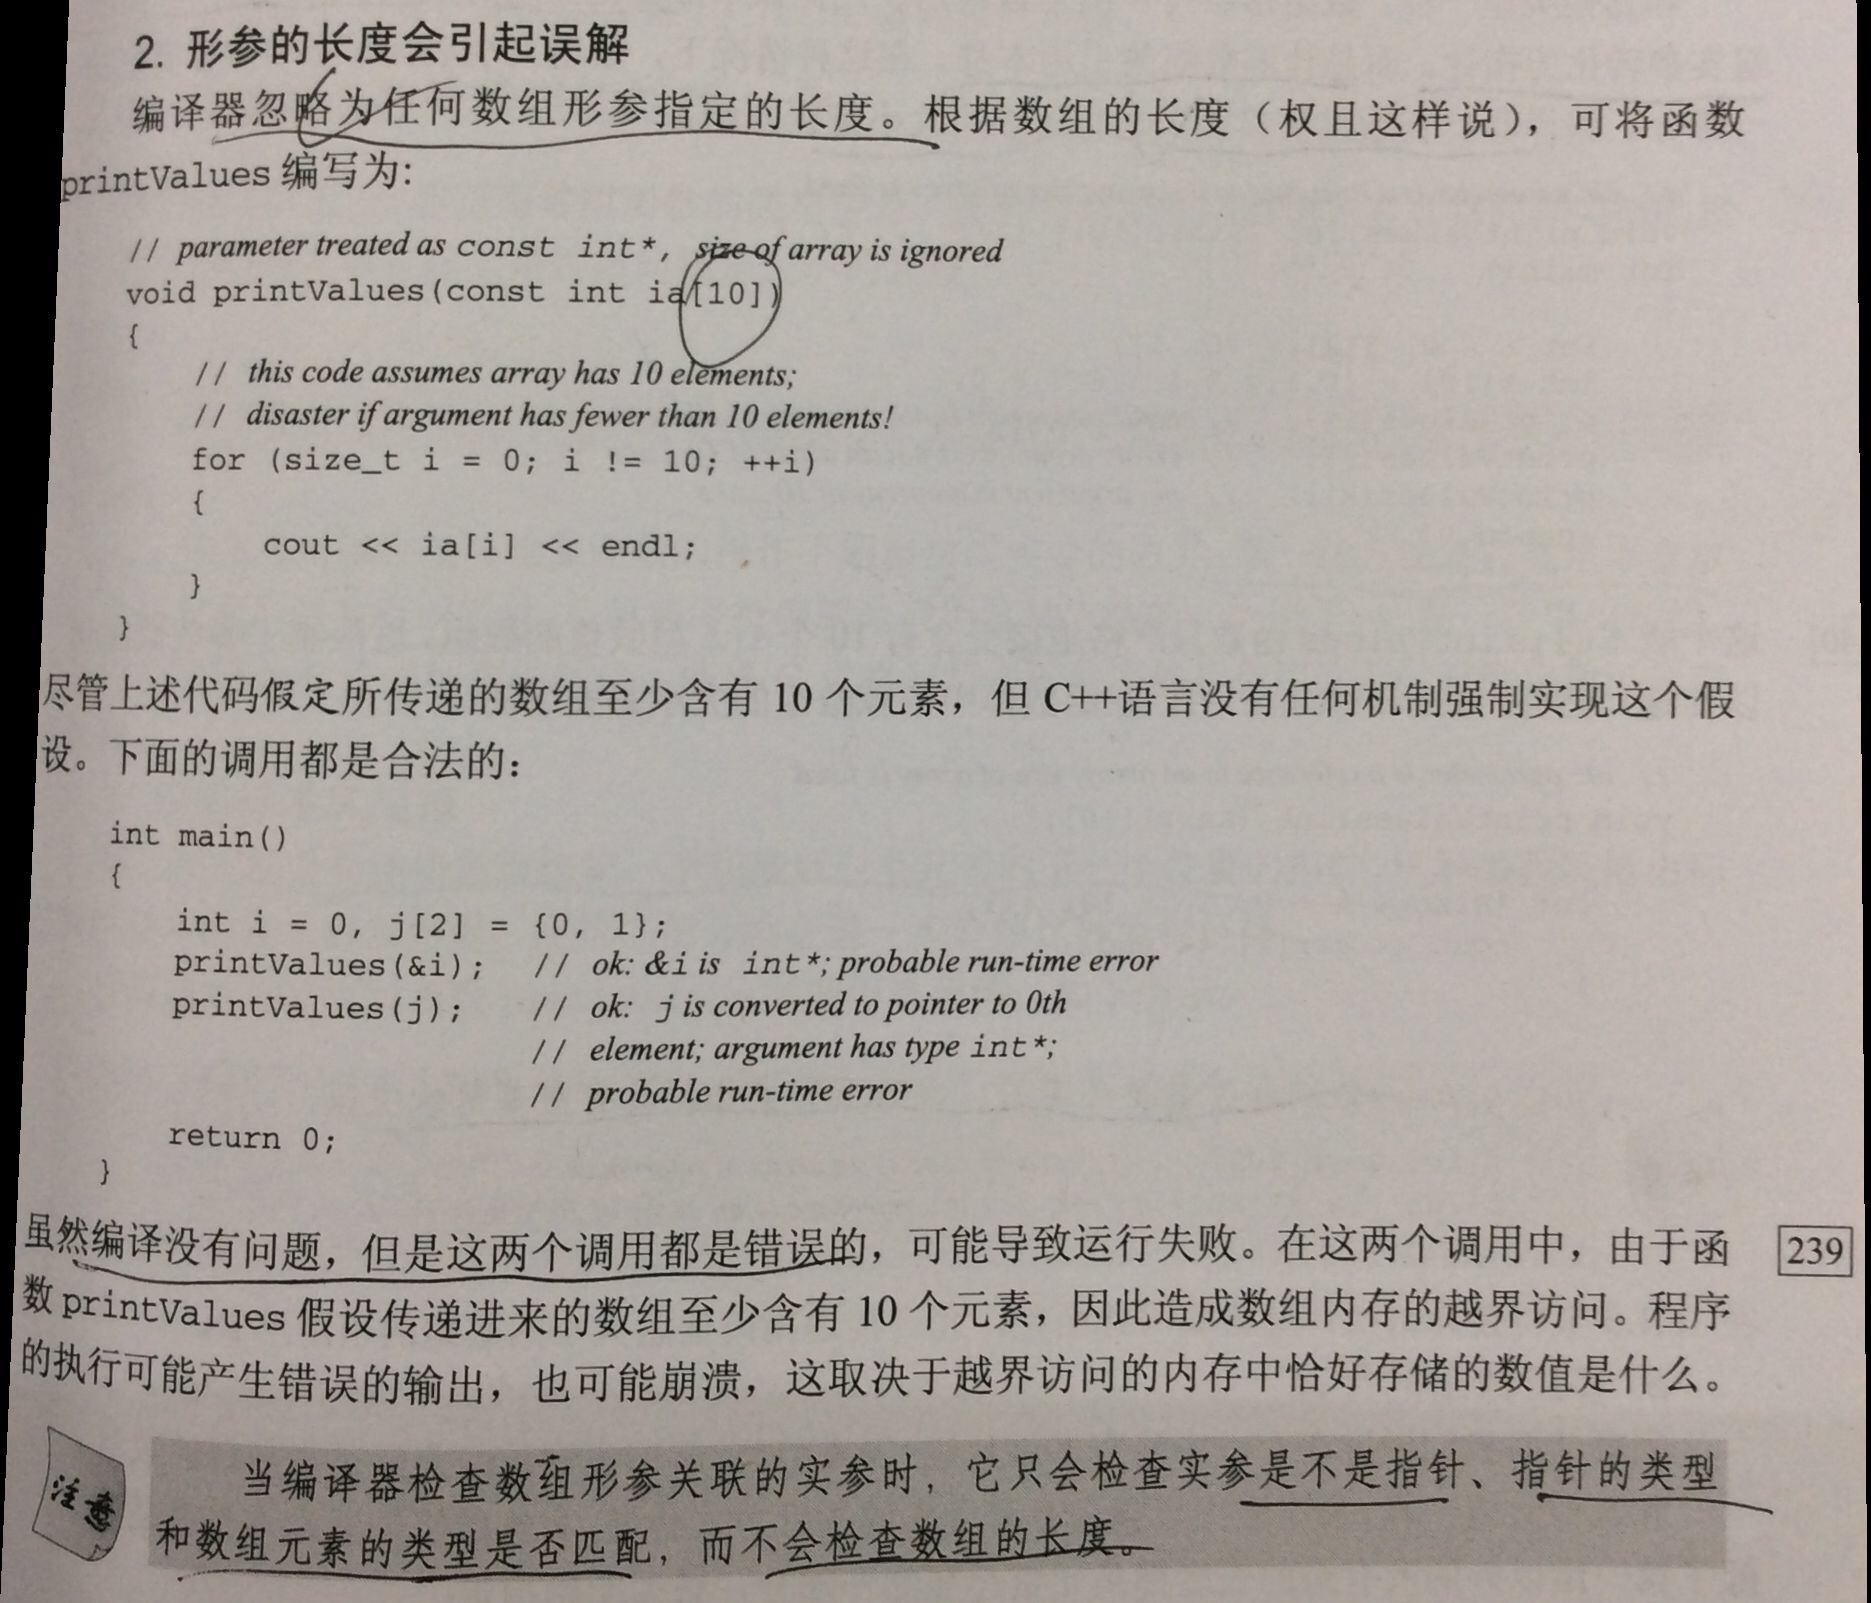 2. 形参的长度会引起误解
编译器忽略为任何数组形参指定的长度。根据数组的长度（权且这样说），可将函数
printValues 编写为:
// parameter treated as const int*, size of array is ignored
void printValues(const int ia[10])
{
// this code assumes array has 10 elements;
// disaster if argument has fewer than 10 elements!
for (size_t i = 0; i != 10; ++i)
{
cout << ia[i] << endl;
}
}
尽管上述代码假定所传递的数组至少含有 10 个元素，但 C++语言没有任何机制强制实现这个假
设。下面的调用都是合法的：
int main()
{
int i = 0, j[2] = {0, 1};
printValues(&i); // ok: &i is int*; probable run-time error
printValues(j); // ok: j is converted to pointer to 0th
// element; argument has type int*;
// probable run-time error
return 0;
}
虽然编译没有问题，但是这两个调用都是错误的，可能导致运行失败。在这两个调用中，由于函 239
数 printValues 假设传递进来的数组至少含有 10 个元素，因此造成数组内存的越界访问。程序
的执行可能产生错误的输出，也可能崩溃，这取决于越界访问的内存中恰好存储的数值是什么。
注意
当编译器检查数组形参关联的实参时，它只会检查实参是不是指针、指针的类型
和数组元素的类型是否匹配，而不会检查数组的长度。